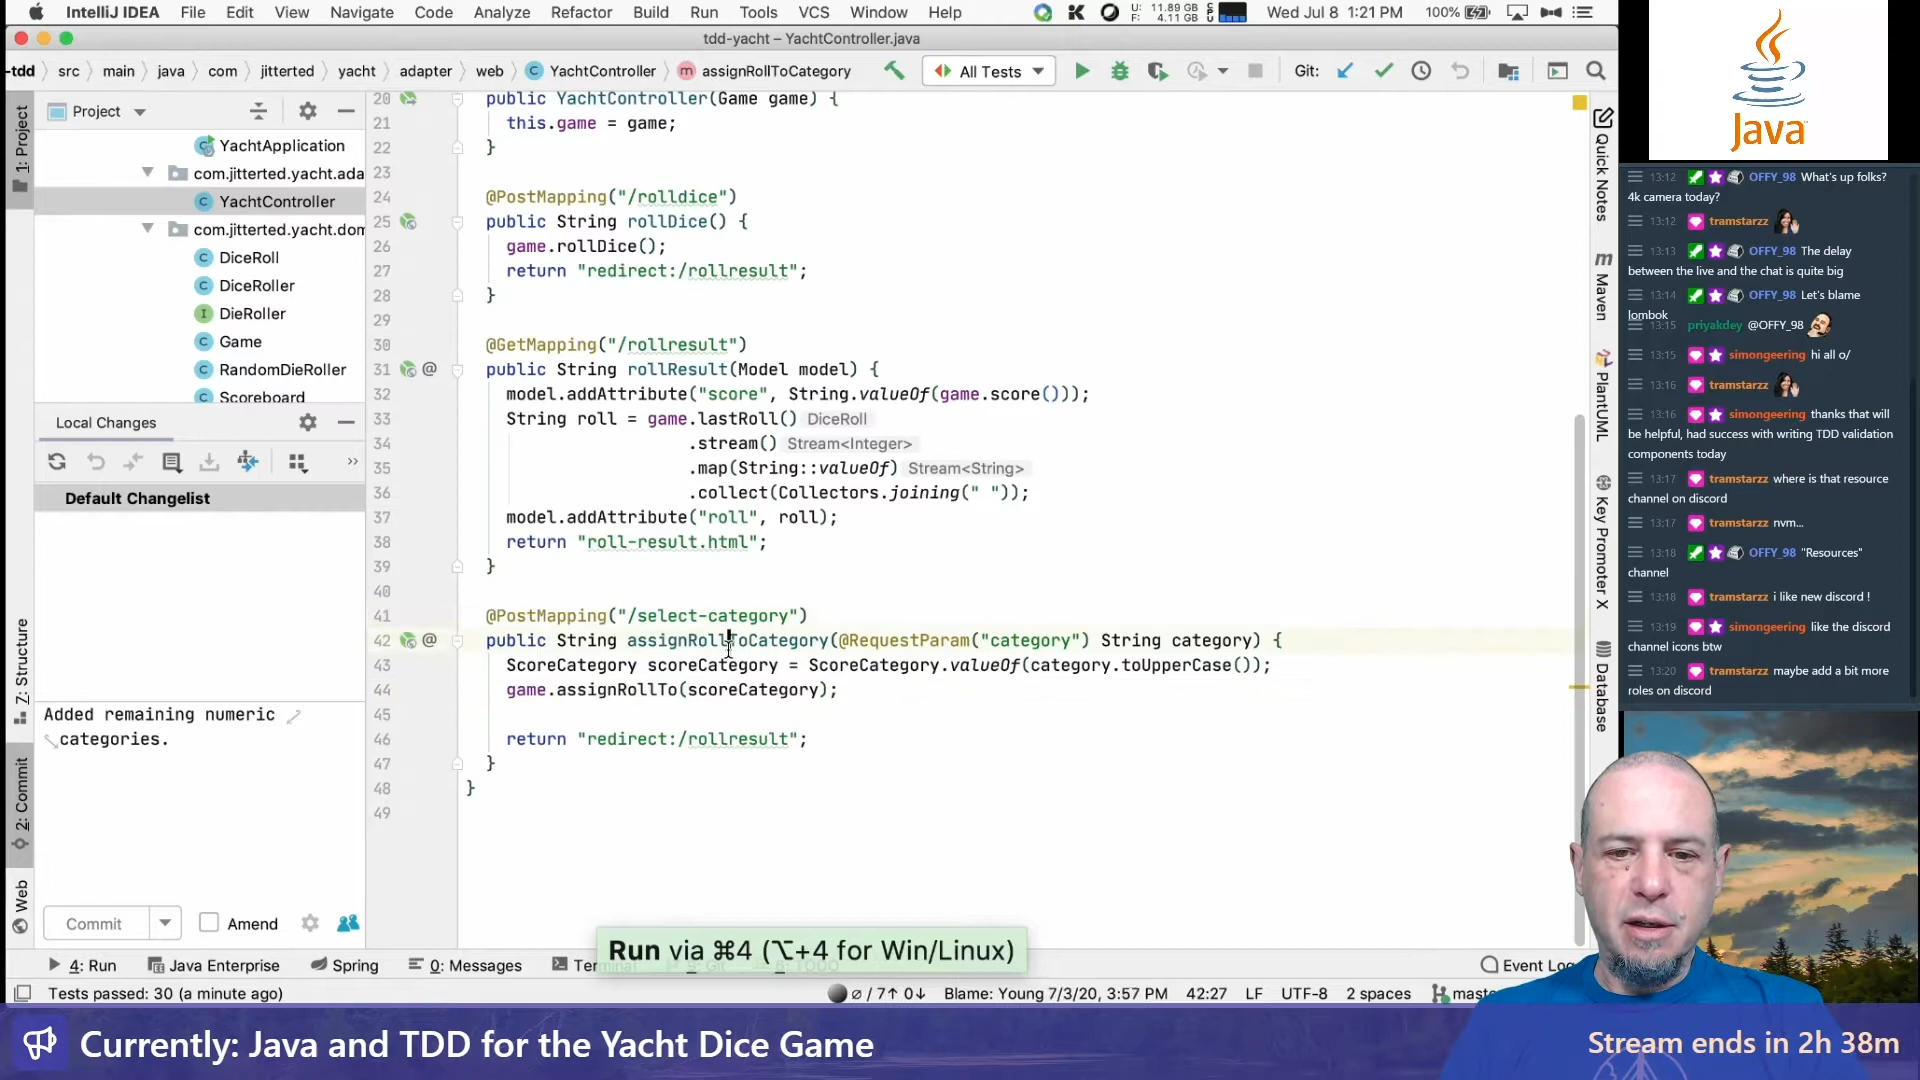 IntelliJ IDEA File Edit View Navigate Code Analyze Refactor Build Run Tools VCS Window Help
U: 11.89 GB
F: 4.11 GB
Wed Jul 8 1:21 PM 100%
tdd-yacht – YachtController.java
-tdd src main java com jitterted yacht adapter web YachtController assignRollToCategory
All Tests
Git:
1: Project
Project
YachtApplication
com.jitterted.yacht.ada
YachtController
com.jitterted.yacht.dom
DiceRoll
DiceRoller
DieRoller
Game
RandomDieRoller
Scoreboard
Local Changes
Default Changelist
7: Structure
2: Commit
Web
Added remaining numeric
categories.
Commit
Amend
20 public YachtController(Game game) {
21 this.game = game;
22 }
23
24 @PostMapping("/rolldice")
25 public String rollDice() {
26 game.rollDice();
27 return "redirect:/rollresult";
28 }
29
30 @GetMapping("/rollresult")
31 @ public String rollResult(Model model) {
32 model.addAttribute("score", String.valueOf(game.score()));
33 String roll = game.lastRoll() DiceRoll
34 .stream() Stream<Integer>
35 .map(String::valueOf) Stream<String>
36 .collect(Collectors.joining(" "));
37 model.addAttribute("roll", roll);
38 return "roll-result.html";
39 }
40
41 @PostMapping("/select-category")
42 @ public String assignRollToCategory(@RequestParam("category") String category) {
43 ScoreCategory scoreCategory = ScoreCategory.valueOf(category.toUpperCase());
44 game.assignRollTo(scoreCategory);
45
46 return "redirect:/rollresult";
47 }
48 }
49
Quick Notes
Maven
PlantUML
Key Promoter X
Database
Run via ⌘4 (⌥+4 for Win/Linux)
4: Run Java Enterprise Spring 0: Messages
Event Log
Tests passed: 30 (a minute ago)
∅ / 7↑ 0↓ Blame: Young 7/3/20, 3:57 PM 42:27 LF UTF-8 2 spaces
Java
13:12 OFFY_98 What's up folks?
4k camera today?
13:12 tramstarzz
13:13 OFFY_98 The delay
between the live and the chat is quite big
13:14 OFFY_98 Let's blame
lombok
13:15 priyakdey @OFFY_98
13:15 simongeering hi all o/
13:16 tramstarzz
13:16 simongeering thanks that will
be helpful, had success with writing TDD validation
components today
13:17 tramstarzz where is that resource
channel on discord
13:17 tramstarzz nvm...
13:18 OFFY_98 "Resources"
channel
13:18 tramstarzz i like new discord !
13:19 simongeering like the discord
channel icons btw
13:20 tramstarzz maybe add a bit more
roles on discord
Currently: Java and TDD for the Yacht Dice Game
Stream ends in 2h 38m